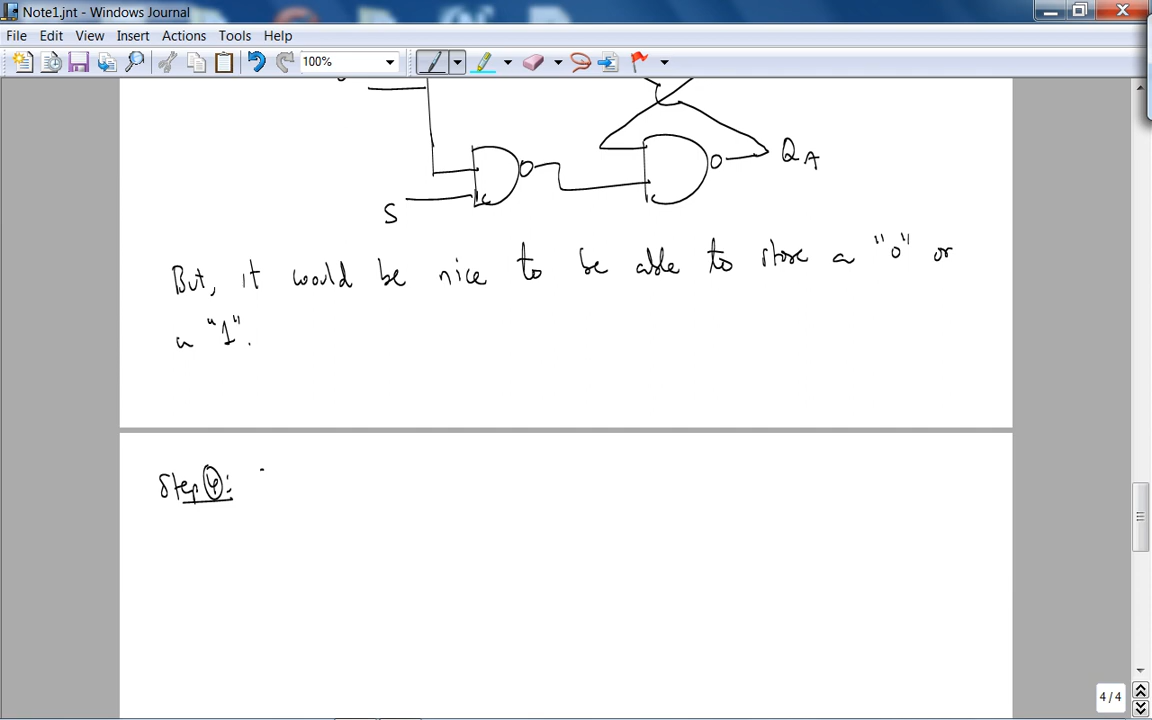 Note1.jnt - Windows Journal
File Edit View Insert Actions Tools Help
100%
Q A
S
But, it would be nice to be able to store a "0" or
a "1".
Step 4:
4 / 4